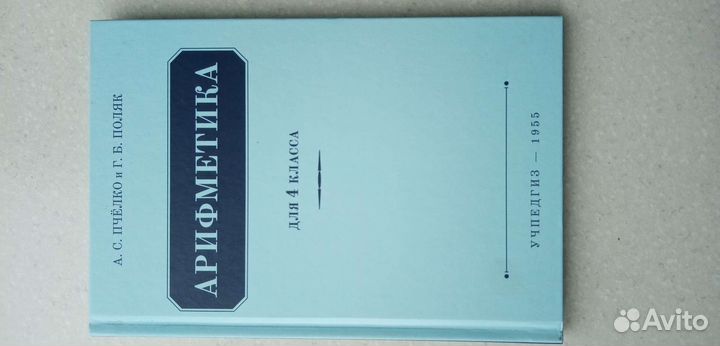 А. С. ПЧЁЛКО и Г. Б. ПОЛЯК
АРИФМЕТИКА
ДЛЯ 4 КЛАССА
УЧПЕДГИЗ — 1955
Avito